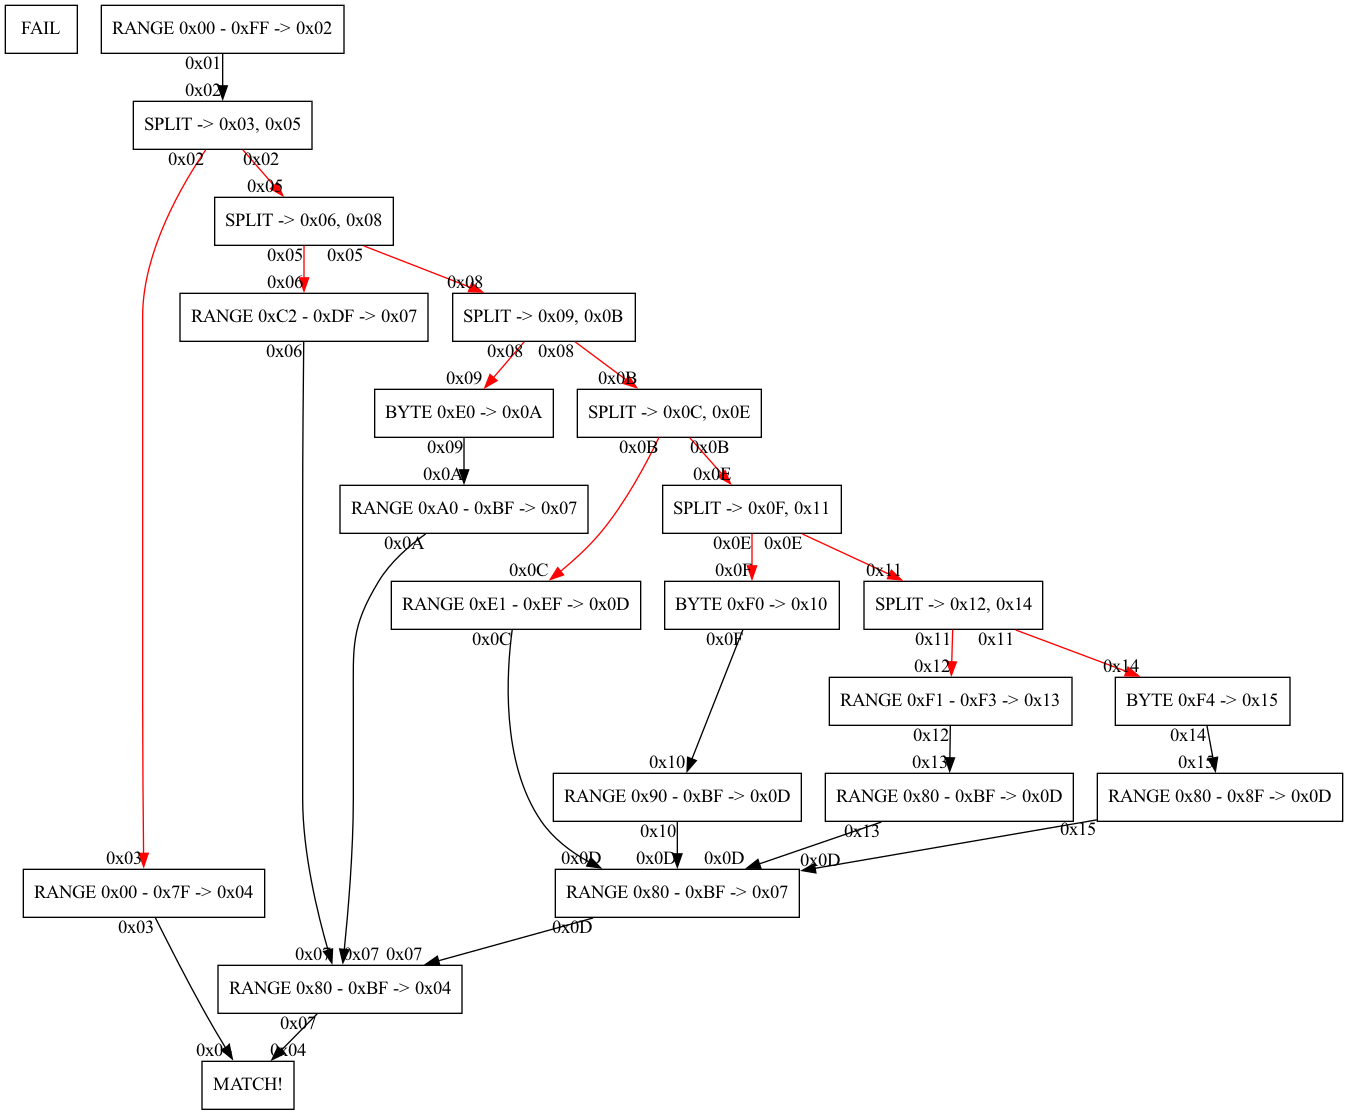 FAIL
RANGE 0x00 - 0xFF -> 0x02
0x01
0x02
SPLIT -> 0x03, 0x05
0x02
0x02
0x05
SPLIT -> 0x06, 0x08
0x05
0x05
0x06
0x08
RANGE 0xC2 - 0xDF -> 0x07
SPLIT -> 0x09, 0x0B
0x06
0x08
0x08
0x09
0x0B
BYTE 0xE0 -> 0x0A
SPLIT -> 0x0C, 0x0E
0x09
0x0B
0x0B
0x0A
0x0E
RANGE 0xA0 - 0xBF -> 0x07
SPLIT -> 0x0F, 0x11
0x0A
0x0E
0x0E
0x0C
0x0F
0x11
RANGE 0xE1 - 0xEF -> 0x0D
BYTE 0xF0 -> 0x10
SPLIT -> 0x12, 0x14
0x0C
0x0F
0x11
0x11
0x12
0x14
RANGE 0xF1 - 0xF3 -> 0x13
BYTE 0xF4 -> 0x15
0x12
0x14
0x10
0x13
0x15
RANGE 0x90 - 0xBF -> 0x0D
RANGE 0x80 - 0xBF -> 0x0D
RANGE 0x80 - 0x8F -> 0x0D
0x10
0x13
0x15
0x03
0x0D
0x0D
0x0D
0x0D
RANGE 0x00 - 0x7F -> 0x04
RANGE 0x80 - 0xBF -> 0x07
0x03
0x0D
0x07
0x07
0x07
RANGE 0x80 - 0xBF -> 0x04
0x07
0x04
0x04
MATCH!